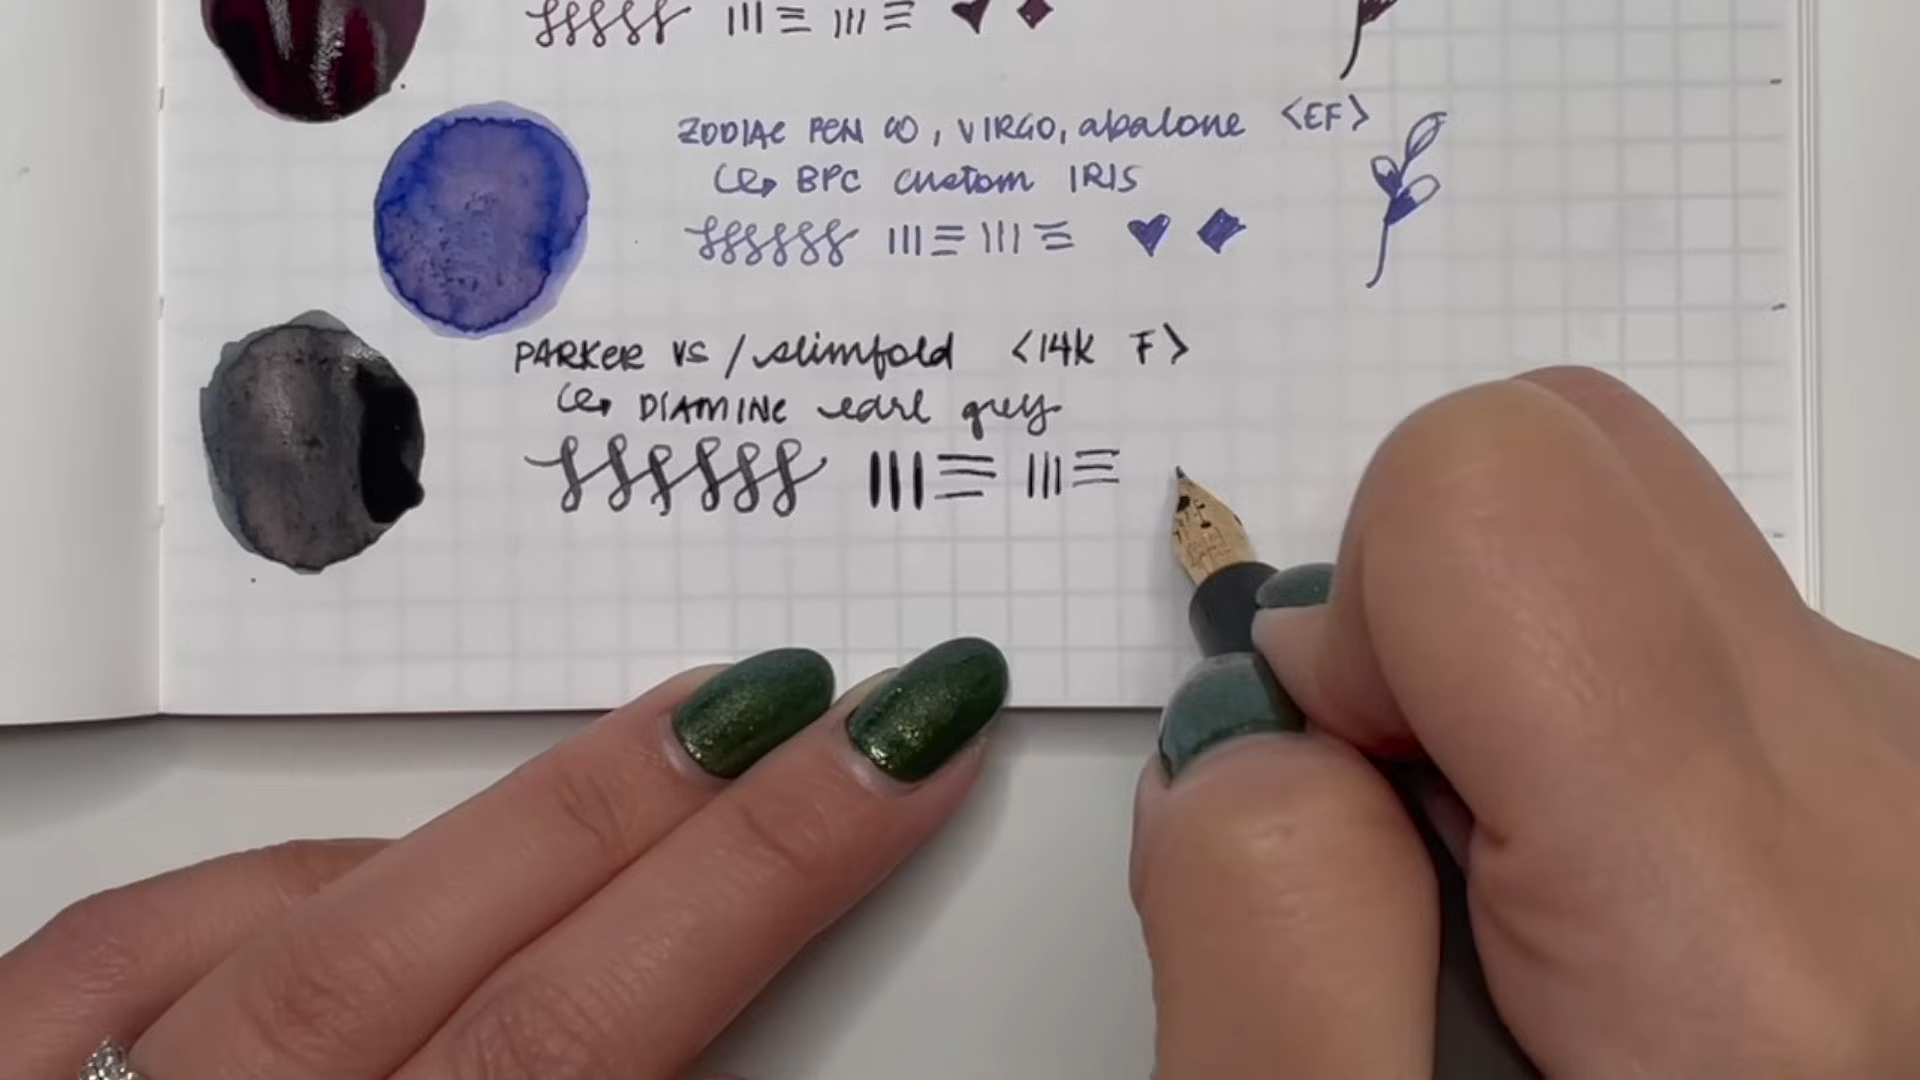 ZODIAC PEN CO, VIRGO, abalone <EF>
BPC custom IRIS
PARKER VS / slimfold <14K F>
DIAMINE earl grey